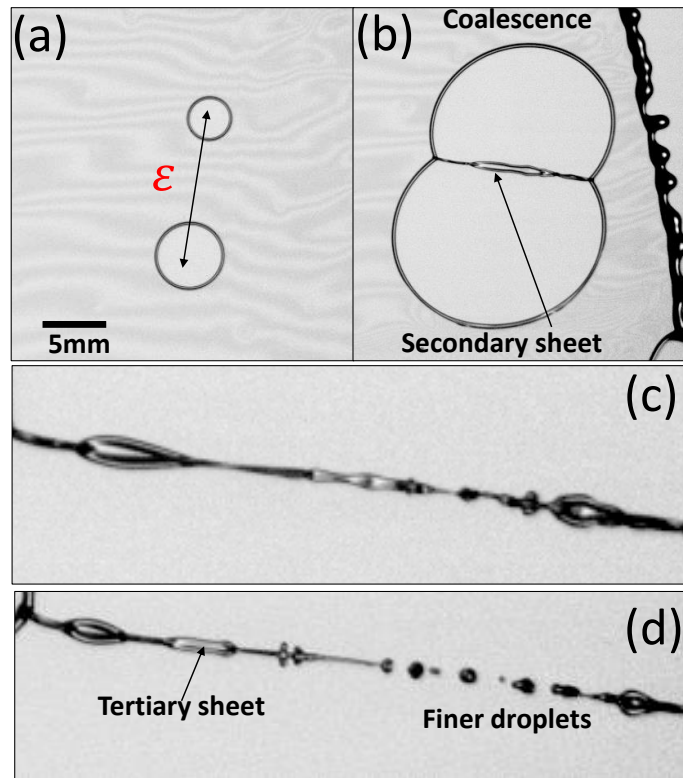 (a)
ε
5mm
(b)
Coalescence
Secondary sheet
(c)
(d)
Tertiary sheet
Finer droplets